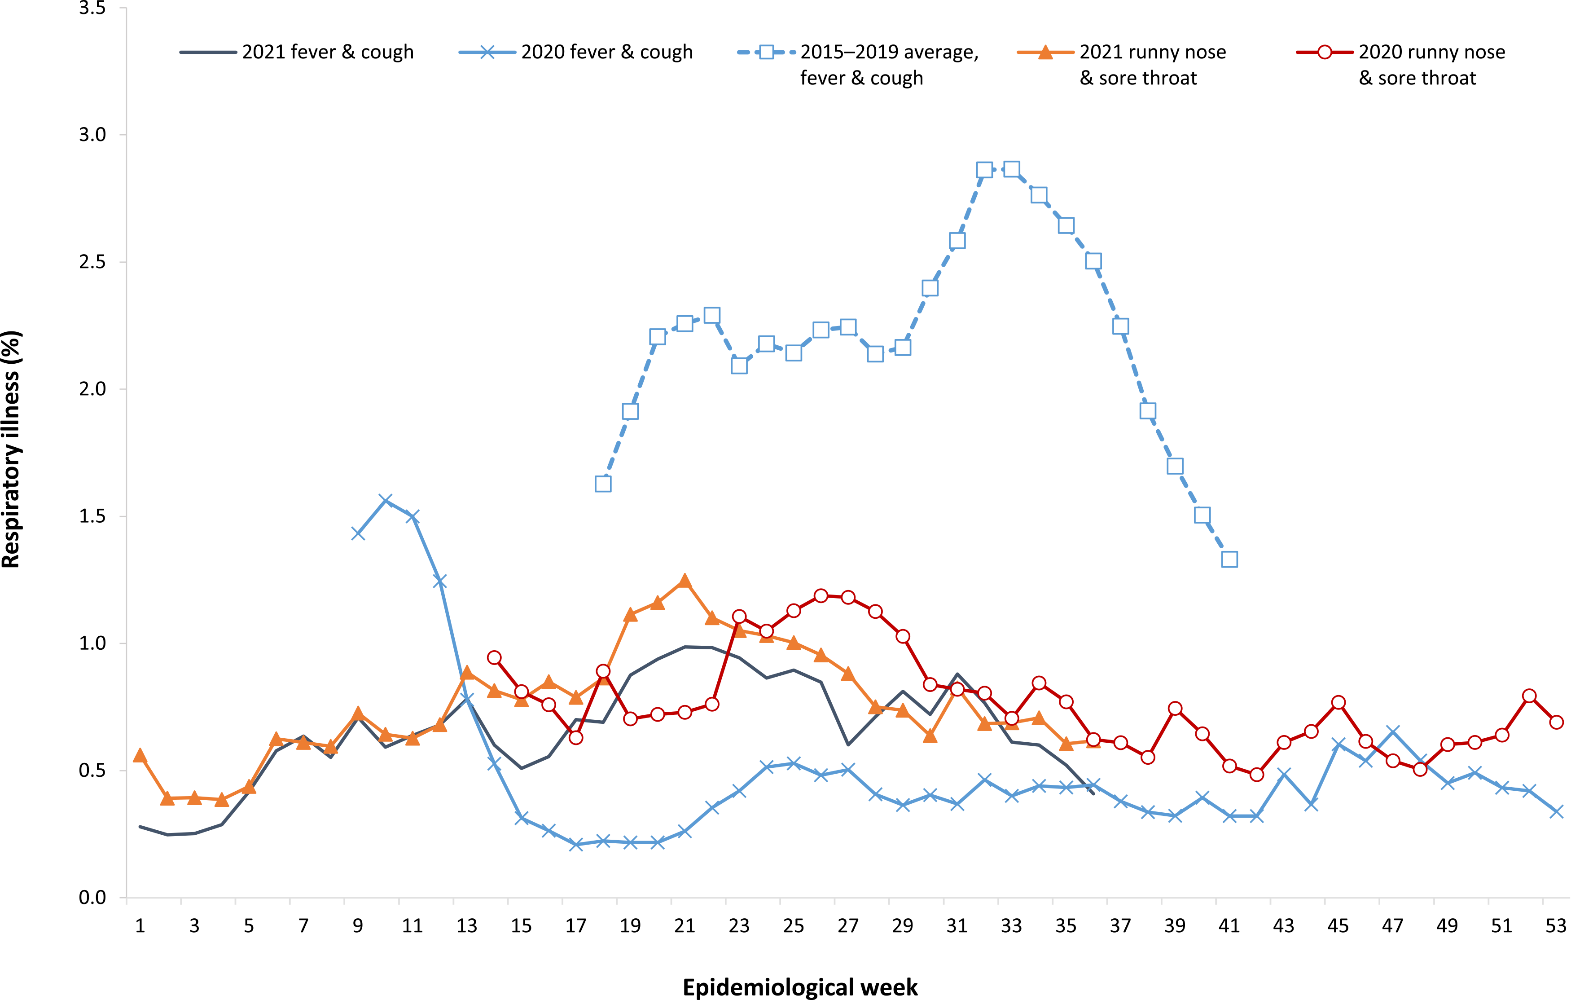 3.5
2021 fever & cough
2020 fever & cough
2015–2019 average,
fever & cough
2021 runny nose
& sore throat
2020 runny nose
& sore throat
3.0
2.5
2.0
1.5
1.0
0.5
0.0
Respiratory illness (%)
1 3 5 7 9 11 13 15 17 19 21 23 25 27 29 31 33 35 37 39 41 43 45 47 49 51 53
Epidemiological week